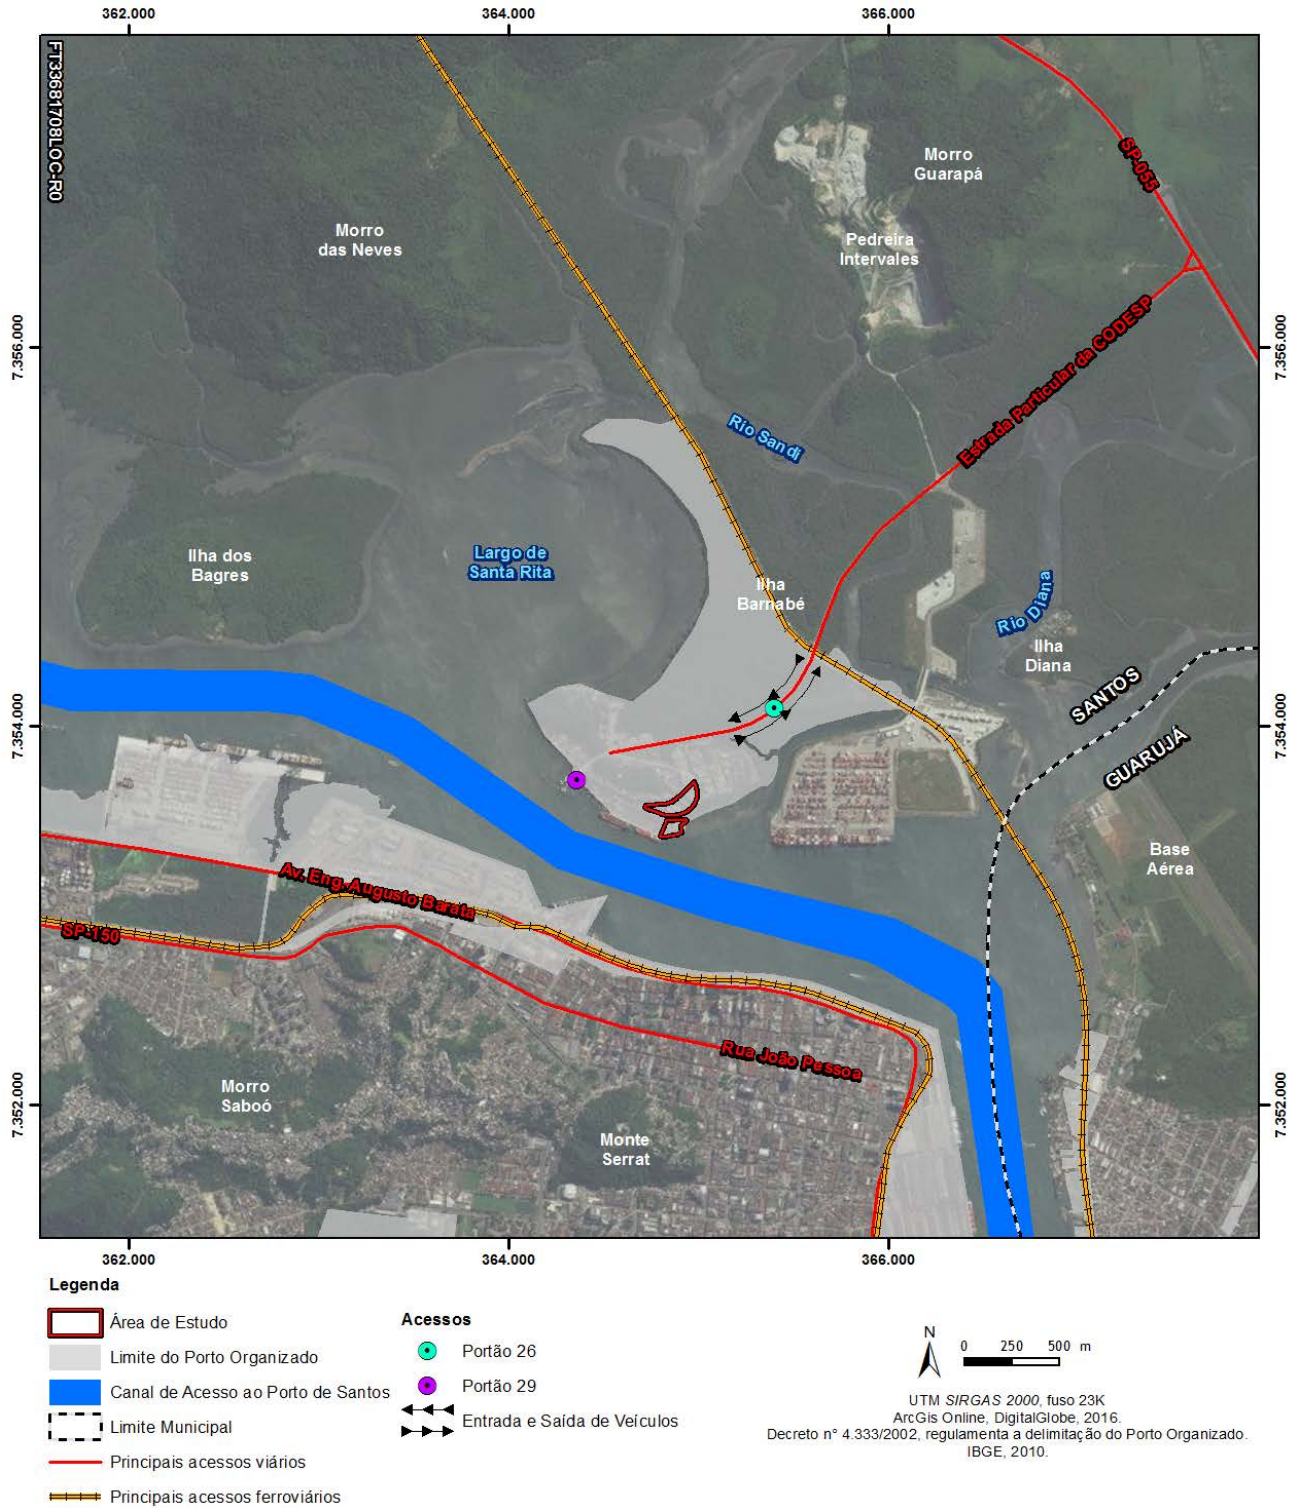 362.000
364.000
366.000
FT33681708LOC-R0
SP-055
Morro
Guarapá
Morro
das Neves
Pedreira
Intervales
7.356.000
7.356.000
Estrada Particular da CODESP
Rio Sandi
Ilha dos
Bagres
Largo de
Santa Rita
Ilha
Barnabé
Rio Diana
Ilha
Diana
SANTOS
GUARUJÁ
7.354.000
7.354.000
Base
Aérea
Av. Eng. Augusto Barata
SP-150
Rua João Pessoa
Morro
Saboó
Monte
Serrat
7.352.000
7.352.000
362.000
364.000
366.000
Legenda
Área de Estudo
Limite do Porto Organizado
Canal de Acesso ao Porto de Santos
Limite Municipal
Principais acessos viários
Principais acessos ferroviários
Acessos
Portão 26
Portão 29
Entrada e Saída de Veículos
N
0 250 500 m
UTM SIRGAS 2000, fuso 23K
ArcGis Online, DigitalGlobe, 2016.
Decreto n° 4.333/2002, regulamenta a delimitação do Porto Organizado.
IBGE, 2010.